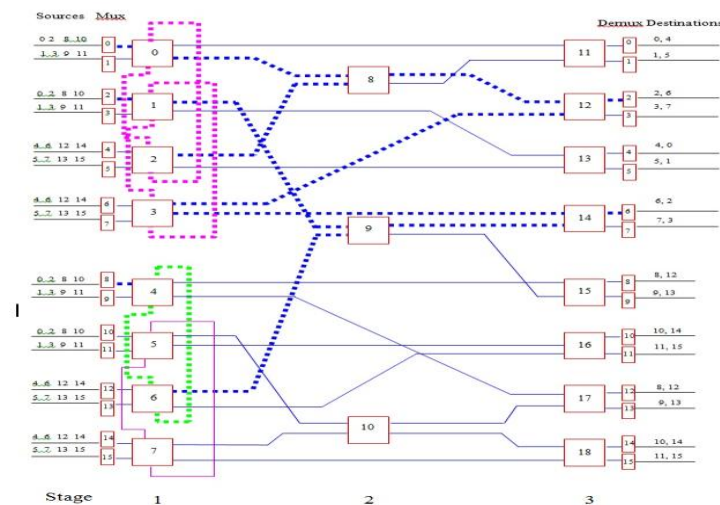 Sources Mux Demux Destinations
0 2 8 10 0 0 11 0 0, 4
1 3 9 11 1 1 1, 5
8
0 2 8 10 2 1 12 2 2, 6
1 3 9 11 3 3 3, 7
4 6 12 14 4 2 13 4 4, 0
5 7 13 15 5 5 5, 1
4 6 12 14 6 3 14 6 6, 2
5 7 13 15 7 7 7, 3
9
8 4 15 8 8, 12
0 2 8 10
1 3 9 11 9 9 9, 13
0 2 8 10 10 5 16 10 10, 14
1 3 9 11 11 11 11, 15
4 6 12 14 12 6 17 12 8, 12
5 7 13 15 13 13 9, 13
10
4 6 12 14 14 7 18 14 10, 14
5 7 13 15 15 15 11, 15
Stage 1 2 3